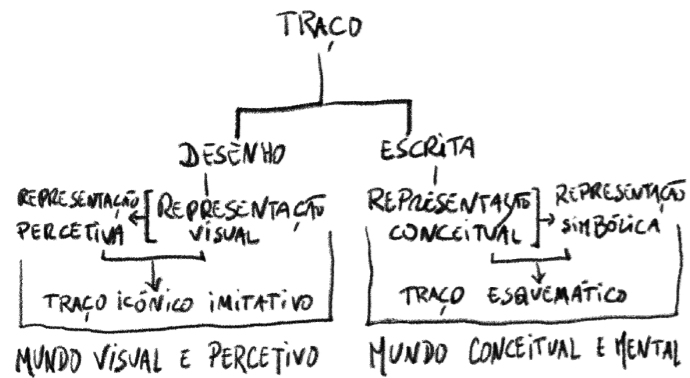 TRAÇO
DESENHO
ESCRITA
REPRESENTAÇÃO
PERCETIVA
REPRESENTAÇÃO
VISUAL
REPRESENTAÇÃO
CONCEITUAL
REPRESENTAÇÃO
SIMBÓLICA
TRAÇO ICÓNICO IMITATIVO
TRAÇO ESQUEMÁTICO
MUNDO VISUAL E PERCETIVO
MUNDO CONCEITUAL E MENTAL